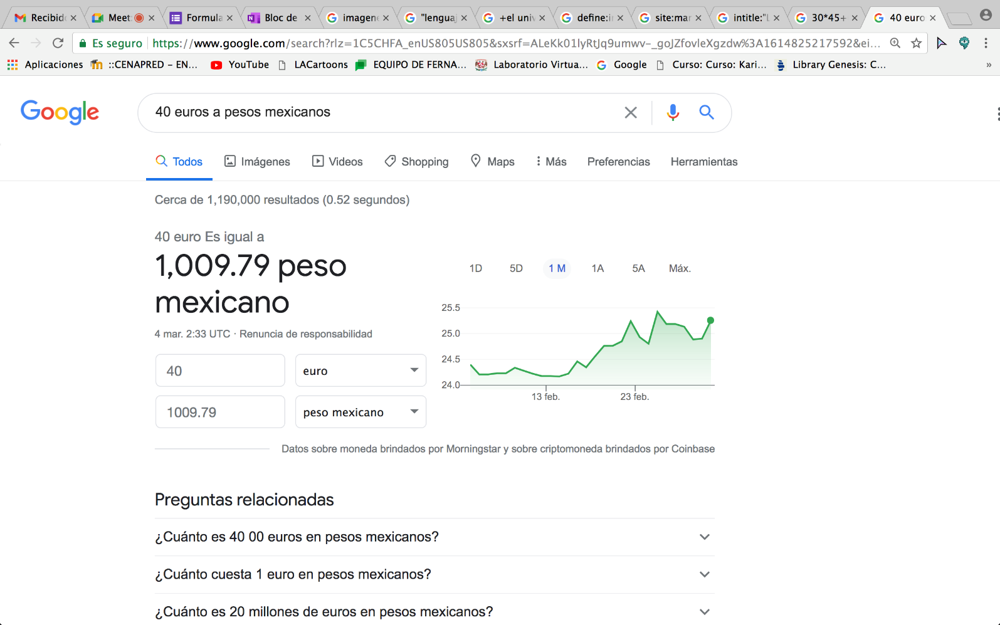 Recibido Meet: Formula Bloc de imagene "lenguaj +el univ define:in site:mar intitle:"L 30*45+ 40 euro
Es seguro https://www.google.com/search?rlz=1C5CHFA_enUS805US805&sxsrf=ALeKk01lyRtJq9umwv-_goJZfovleXgzdw%3A1614825217592&ei...
Aplicaciones ::CENAPRED – EN... YouTube LACartoons EQUIPO DE FERNA... Laboratorio Virtua... Google Curso: Curso: Kari... Library Genesis: C... »
Google
40 euros a pesos mexicanos
Todos Imágenes Videos Shopping Maps Más Preferencias Herramientas
Cerca de 1,190,000 resultados (0.52 segundos)
40 euro Es igual a
1,009.79 peso
mexicano
4 mar. 2:33 UTC · Renuncia de responsabilidad
40 euro
1009.79 peso mexicano
1D 5D 1 M 1A 5A Máx.
25.5
25.0
24.5
24.0
13 feb. 23 feb.
Datos sobre moneda brindados por Morningstar y sobre criptomoneda brindados por Coinbase
Preguntas relacionadas
¿Cuánto es 40 00 euros en pesos mexicanos?
¿Cuánto cuesta 1 euro en pesos mexicanos?
¿Cuánto es 20 millones de euros en pesos mexicanos?